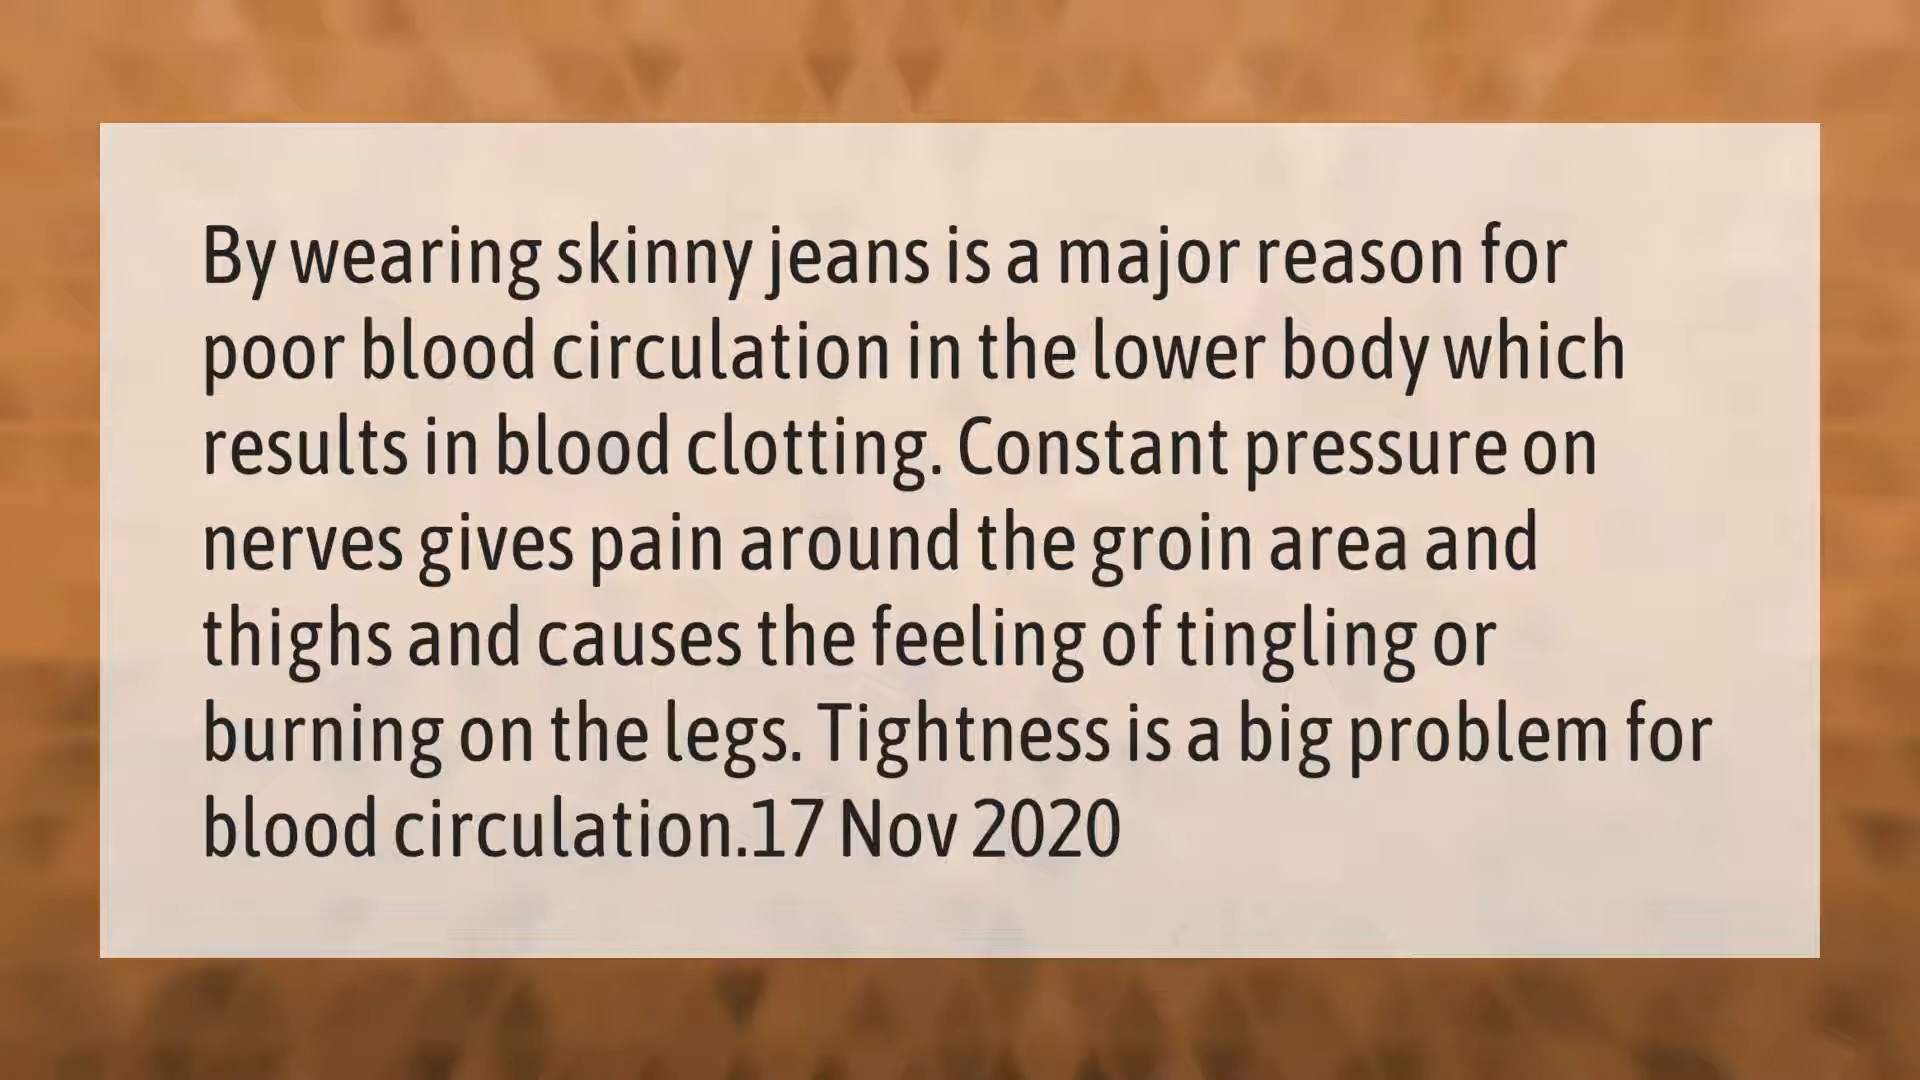 By wearing skinny jeans is a major reason for
poor blood circulation in the lower body which
results in blood clotting. Constant pressure on
nerves gives pain around the groin area and
thighs and causes the feeling of tingling or
burning on the legs. Tightness is a big problem for
blood circulation.17 Nov 2020